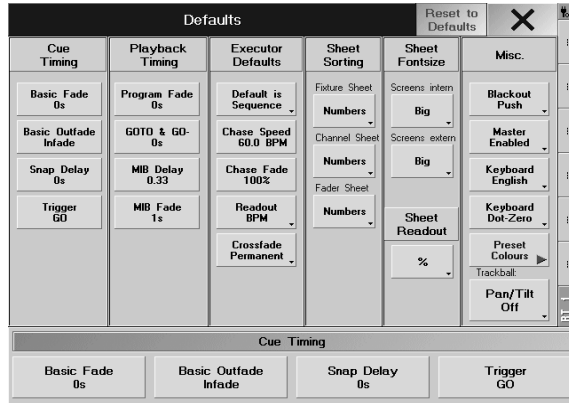 Defaults
Reset to
Defaults
Cue
Timing
Playback
Timing
Executor
Defaults
Sheet
Sorting
Sheet
Fontsize
Misc.
Basic Fade
0s
Basic Outfade
Infade
Snap Delay
0s
Trigger
GO
Program Fade
0s
GOTO & GO-
0s
MIB Delay
0.33
MIB Fade
1s
Default is
Sequence
Chase Speed
60.0 BPM
Chase Fade
100%
Readout
BPM
Crossfade
Permanent
Fixture Sheet
Numbers
Channel Sheet
Numbers
Fader Sheet
Numbers
Screens intern
Big
Screens extern
Big
Sheet
Readout
%
Blackout
Push
Master
Enabled
Keyboard
English
Keyboard
Dot-Zero
Preset
Colours
Trackball:
Pan/Tilt
Off
Cue Timing
Basic Fade
0s
Basic Outfade
Infade
Snap Delay
0s
Trigger
GO